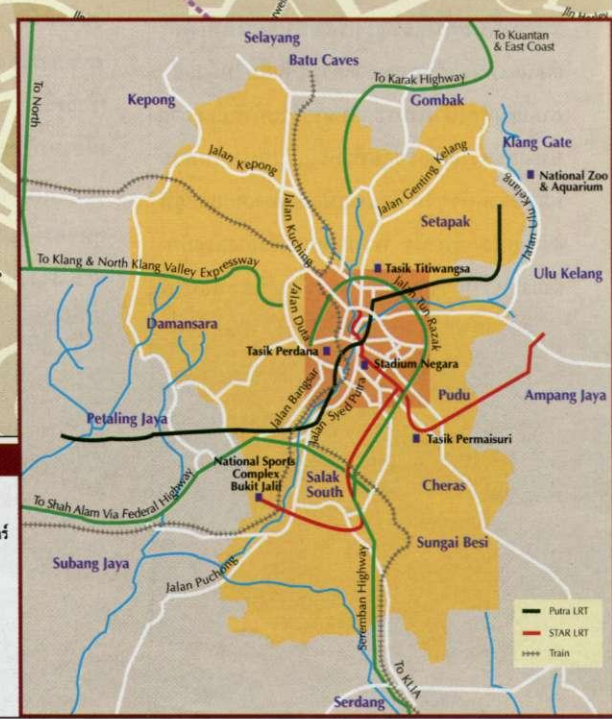 Jln
To Kuantan
& East Coast
Selayang
Batu Caves
To North
To Karak Highway
Kepong
Gombak
Klang Gate
Jalan Kepong
Jalan Genting Kelang
National Zoo
& Aquarium
Jalan Kuching
Jalan Ulu Kelang
Setapak
To Klang & North Klang Valley Expressway
Tasik Titiwangsa
Ulu Kelang
Jalan Duta
Jalan Tun Razak
Damansara
Tasik Perdana
Stadium Negara
Jalan Bangsar
Pudu
Ampang Jaya
Petaling Jaya
Jalan Syed Putra
Tasik Permaisuri
National Sports
Complex
Bukit Jalil
Salak
South
Cheras
To Shah Alam Via Federal Highway
Sungai Besi
Subang Jaya
Jalan Puchong
Seremban Highway
Putra LRT
STAR LRT
Train
To KLIA
Serdang